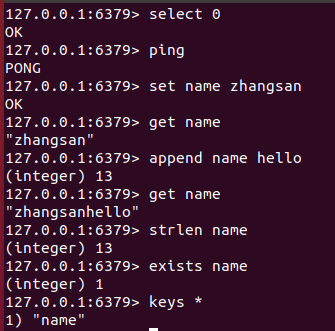 127.0.0.1:6379> select 0
OK
127.0.0.1:6379> ping
PONG
127.0.0.1:6379> set name zhangsan
OK
127.0.0.1:6379> get name
"zhangsan"
127.0.0.1:6379> append name hello
(integer) 13
127.0.0.1:6379> get name
"zhangsanhello"
127.0.0.1:6379> strlen name
(integer) 13
127.0.0.1:6379> exists name
(integer) 1
127.0.0.1:6379> keys *
1) "name"